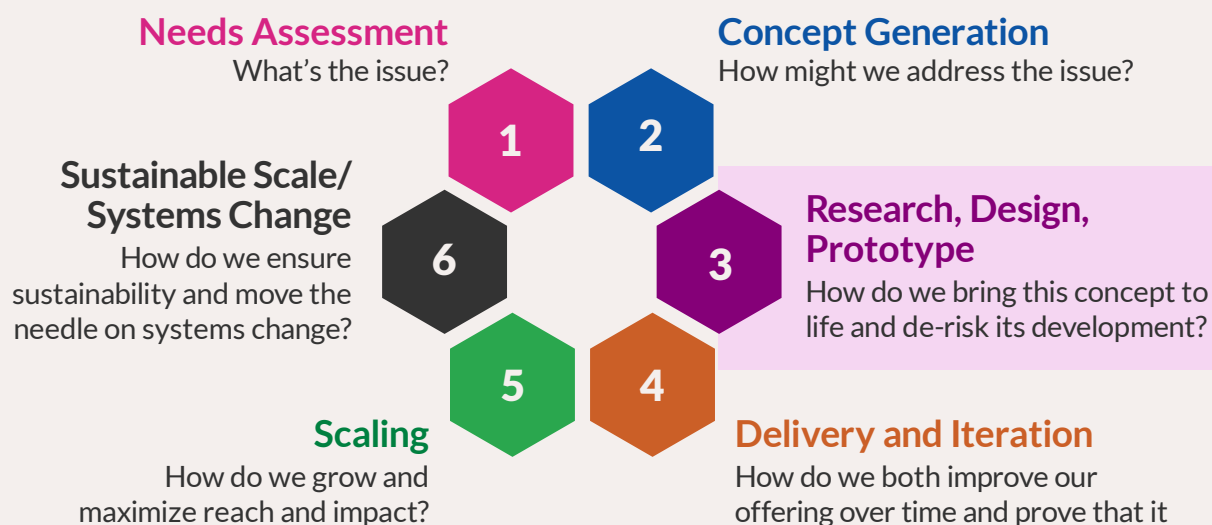 Needs Assessment
What's the issue?
1
2
Concept Generation
How might we address the issue?
3
Research, Design,
Prototype
How do we bring this concept to
life and de-risk its development?
4
Delivery and Iteration
How do we both improve our
offering over time and prove that it
5
Scaling
How do we grow and
maximize reach and impact?
6
Sustainable Scale/
Systems Change
How do we ensure
sustainability and move the
needle on systems change?